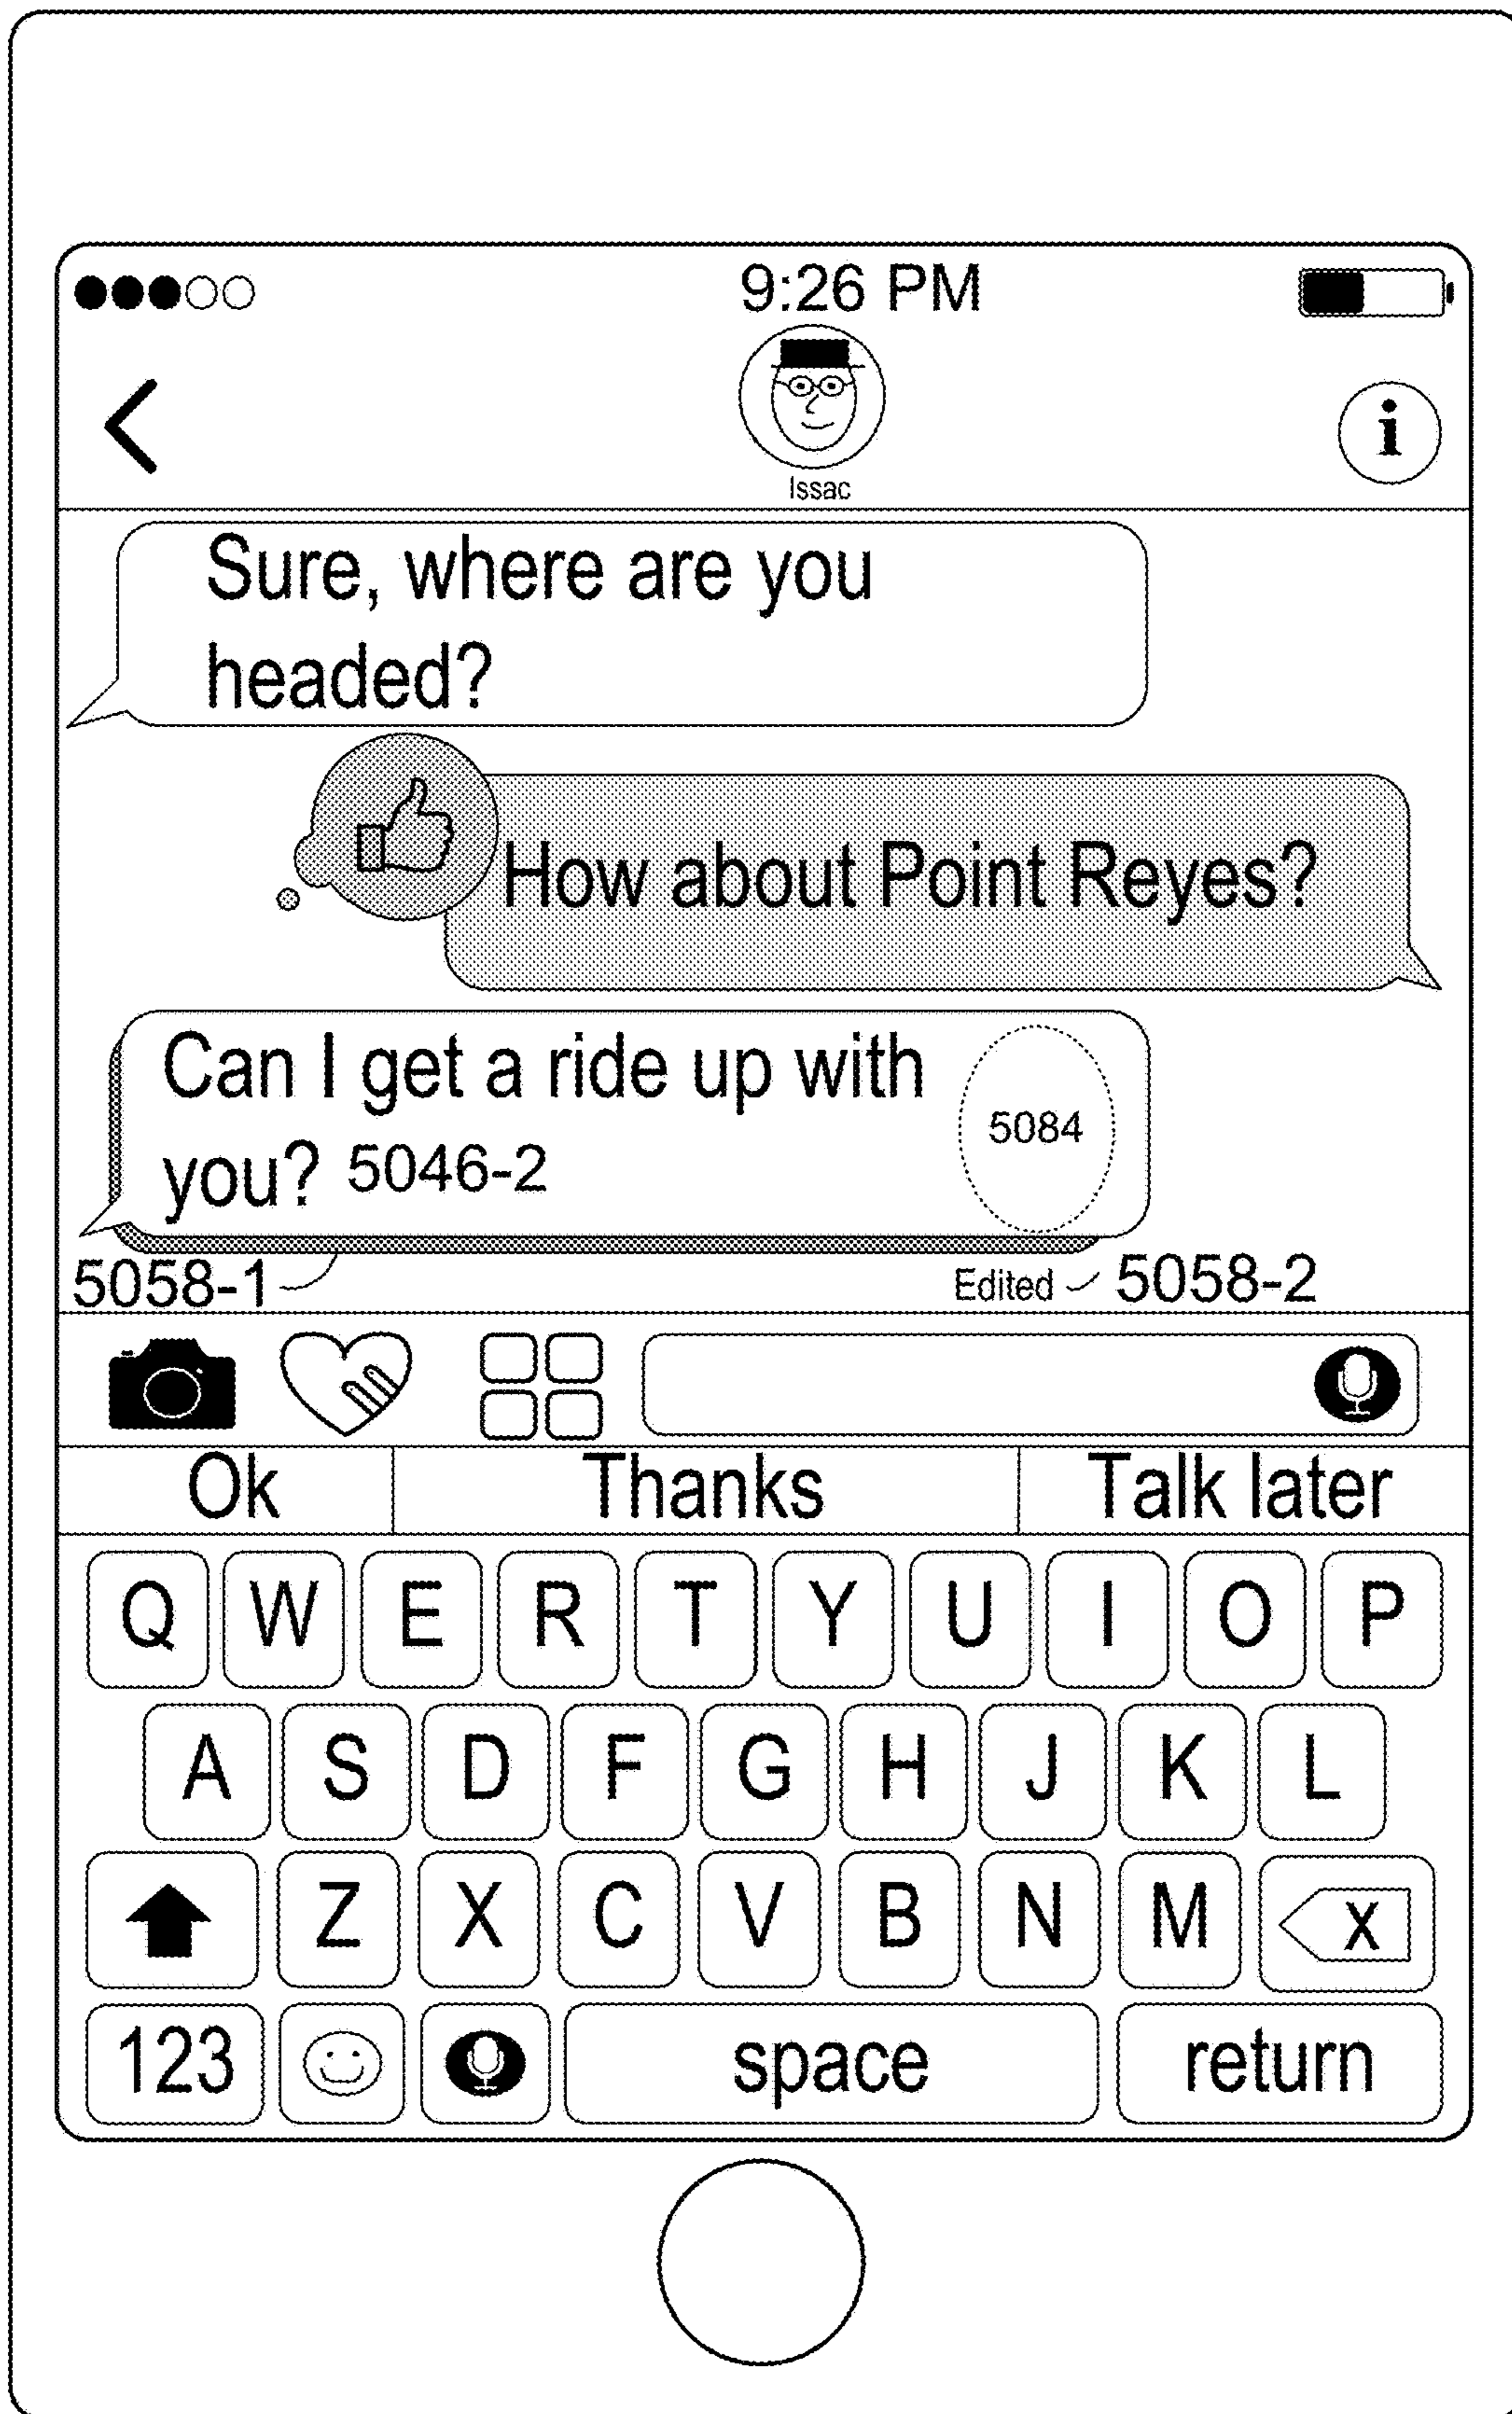 9:26 PM
i
Issac
Sure, where are you
headed?
How about Point Reyes?
Can I get a ride up with
you? 5046-2
5084
5058-1
Edited 5058-2
Ok Thanks Talk later
Q W E R T Y U I O P
A S D F G H J K L
Z X C V B N M X
123 space return